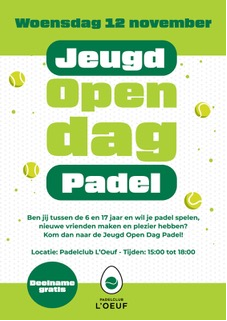 Woensdag 12 november
Jeugd
Open
dag
Padel
Ben jij tussen de 6 en 17 jaar en wil je padel spelen,
nieuwe vrienden maken en plezier hebben?
Kom dan naar de Jeugd Open Dag Padel!
Locatie: Padelclub L'Oeuf - Tijden: 15:00 tot 18:00
Deelname
gratis
PADELCLUB
L'OEUF